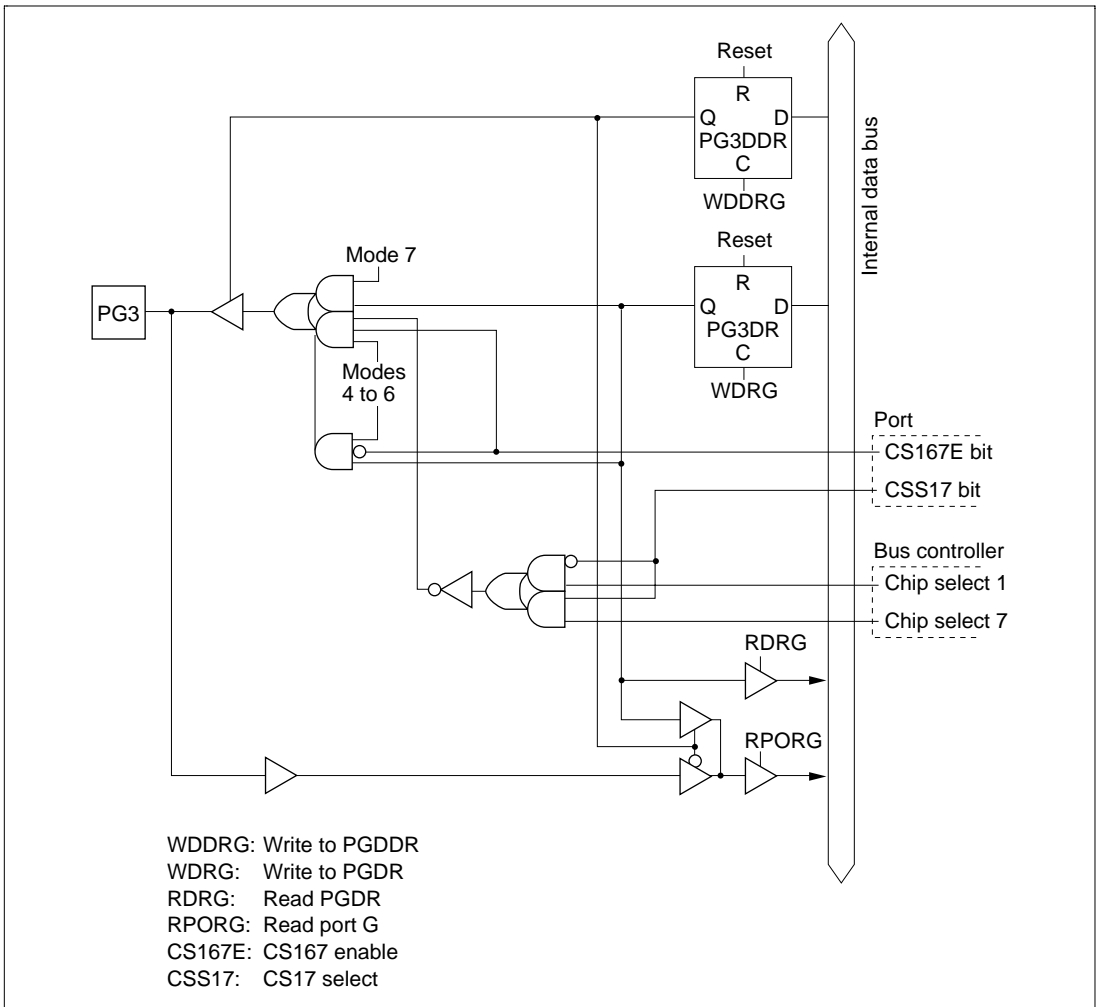 Reset
R
Q D
PG3DDR
C
WDDRG
Internal data bus
Reset
Mode 7
R
Q D
PG3DR
C
WDRG
PG3
Modes
4 to 6
Port
CS167E bit
CSS17 bit
Bus controller
Chip select 1
Chip select 7
RDRG
RPORG
WDDRG: Write to PGDDR
WDRG: Write to PGDR
RDRG: Read PGDR
RPORG: Read port G
CS167E: CS167 enable
CSS17: CS17 select